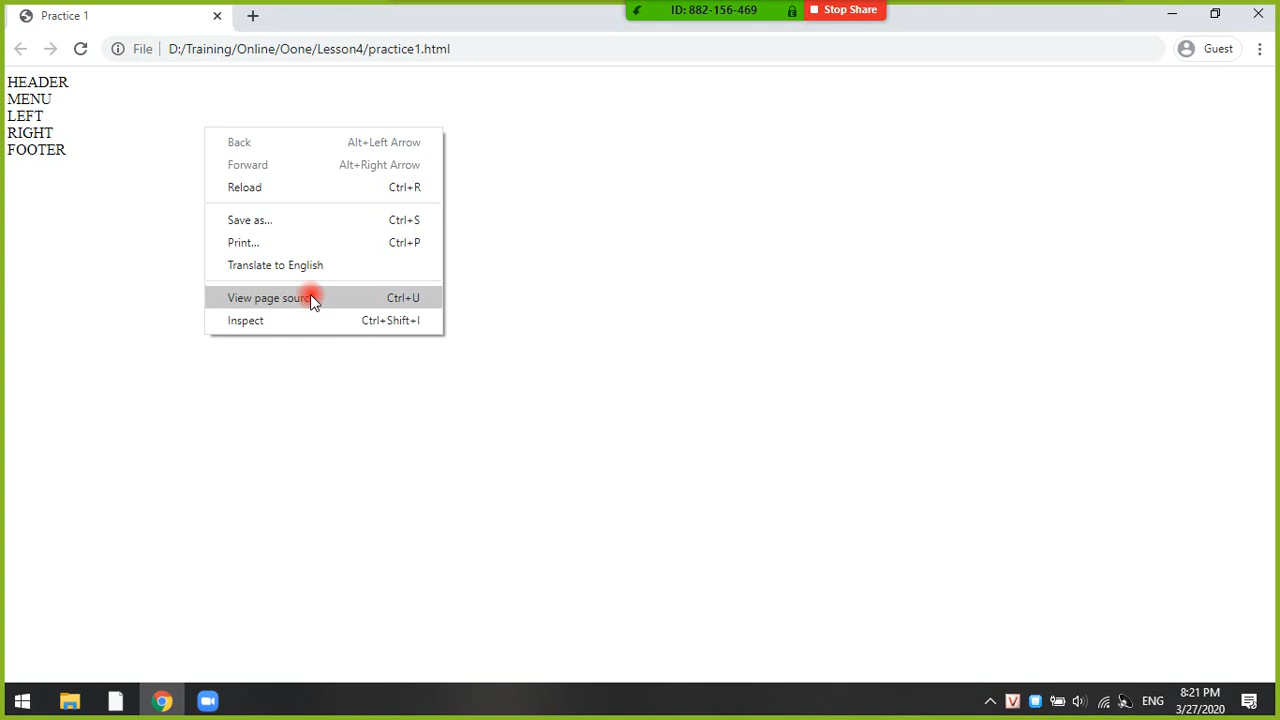 Practice 1
ID: 882-156-469
Stop Share
File
D:/Training/Online/Oone/Lesson4/practice1.html
Guest
HEADER
MENU
LEFT
RIGHT
FOOTER
Back Alt+Left Arrow
Forward Alt+Right Arrow
Reload Ctrl+R
Save as... Ctrl+S
Print... Ctrl+P
Translate to English
View page source Ctrl+U
Inspect Ctrl+Shift+I
ENG
8:21 PM
3/27/2020